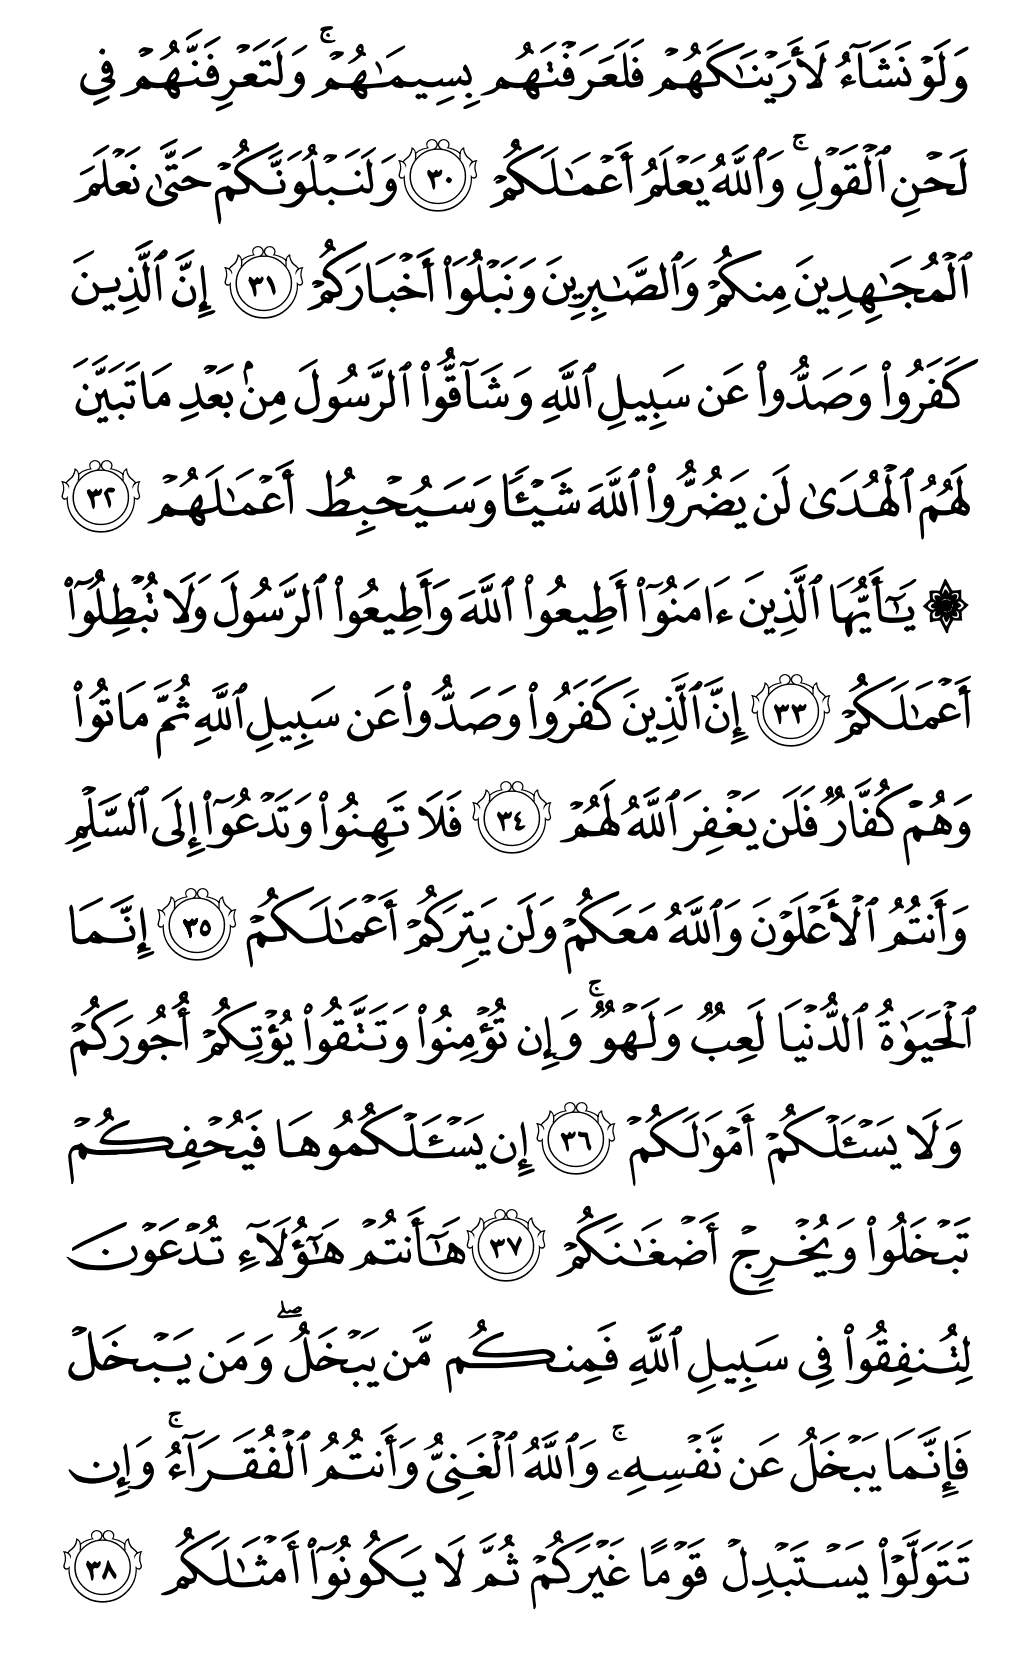 وَلَوْ نَشَآءُ لَأَرَيْنَٰكَهُمْ فَلَعَرَفْتَهُم بِسِيمَٰهُمْ ۚ وَلَتَعْرِفَنَّهُمْ فِى
لَحْنِ ٱلْقَوْلِ ۚ وَٱللَّهُ يَعْلَمُ أَعْمَٰلَكُمْ ٣٠ وَلَنَبْلُوَنَّكُمْ حَتَّىٰ نَعْلَمَ
ٱلْمُجَٰهِدِينَ مِنكُمْ وَٱلصَّٰبِرِينَ وَنَبْلُوَا۟ أَخْبَارَكُمْ ٣١ إِنَّ ٱلَّذِينَ
كَفَرُوا۟ وَصَدُّوا۟ عَن سَبِيلِ ٱللَّهِ وَشَآقُّوا۟ ٱلرَّسُولَ مِنۢ بَعْدِ مَا تَبَيَّنَ
لَهُمُ ٱلْهُدَىٰ لَن يَضُرُّوا۟ ٱللَّهَ شَيْـًٔا وَسَيُحْبِطُ أَعْمَٰلَهُمْ ٣٢
۞ يَٰٓأَيُّهَا ٱلَّذِينَ ءَامَنُوٓا۟ أَطِيعُوا۟ ٱللَّهَ وَأَطِيعُوا۟ ٱلرَّسُولَ وَلَا تُبْطِلُوٓا۟
أَعْمَٰلَكُمْ ٣٣ إِنَّ ٱلَّذِينَ كَفَرُوا۟ وَصَدُّوا۟ عَن سَبِيلِ ٱللَّهِ ثُمَّ مَاتُوا۟
وَهُمْ كُفَّارٌ فَلَن يَغْفِرَ ٱللَّهُ لَهُمْ ٣٤ فَلَا تَهِنُوا۟ وَتَدْعُوٓا۟ إِلَى ٱلسَّلْمِ
وَأَنتُمُ ٱلْأَعْلَوْنَ وَٱللَّهُ مَعَكُمْ وَلَن يَتِرَكُمْ أَعْمَٰلَكُمْ ٣٥ إِنَّمَا
ٱلْحَيَوٰةُ ٱلدُّنْيَا لَعِبٌ وَلَهْوٌ ۚ وَإِن تُؤْمِنُوا۟ وَتَتَّقُوا۟ يُؤْتِكُمْ أُجُورَكُمْ
وَلَا يَسْـَٔلْكُمْ أَمْوَٰلَكُمْ ٣٦ إِن يَسْـَٔلْكُمُوهَا فَيُحْفِكُمْ
تَبْخَلُوا۟ وَيُخْرِجْ أَضْغَٰنَكُمْ ٣٧ هَٰٓأَنتُمْ هَٰٓؤُلَآءِ تُدْعَوْنَ
لِتُنفِقُوا۟ فِى سَبِيلِ ٱللَّهِ فَمِنكُم مَّن يَبْخَلُ ۖ وَمَن يَبْخَلْ
فَإِنَّمَا يَبْخَلُ عَن نَّفْسِهِۦ ۚ وَٱللَّهُ ٱلْغَنِىُّ وَأَنتُمُ ٱلْفُقَرَآءُ ۚ وَإِن
تَتَوَلَّوْا۟ يَسْتَبْدِلْ قَوْمًا غَيْرَكُمْ ثُمَّ لَا يَكُونُوٓا۟ أَمْثَٰلَكُم ٣٨